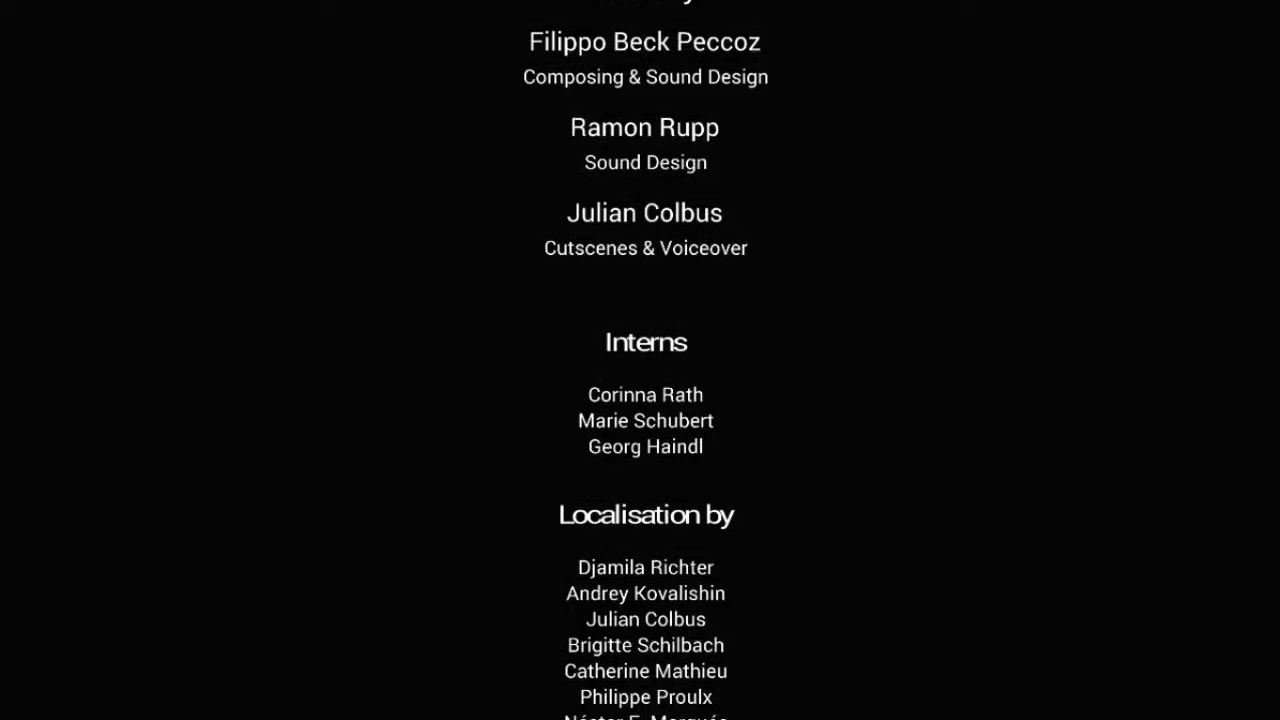 Filippo Beck Peccoz
Composing & Sound Design
Ramon Rupp
Sound Design
Julian Colbus
Cutscenes & Voiceover
Interns
Corinna Rath
Marie Schubert
Georg Haindl
Localisation by
Djamila Richter
Andrey Kovalishin
Julian Colbus
Brigitte Schilbach
Catherine Mathieu
Philippe Proulx